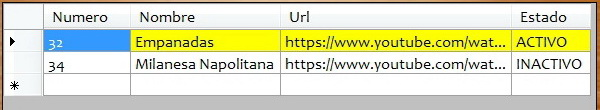 Numero Nombre Url Estado
32 Empanadas https://www.youtube.com/wat... ACTIVO
34 Milanesa Napolitana https://www.youtube.com/wat... INACTIVO